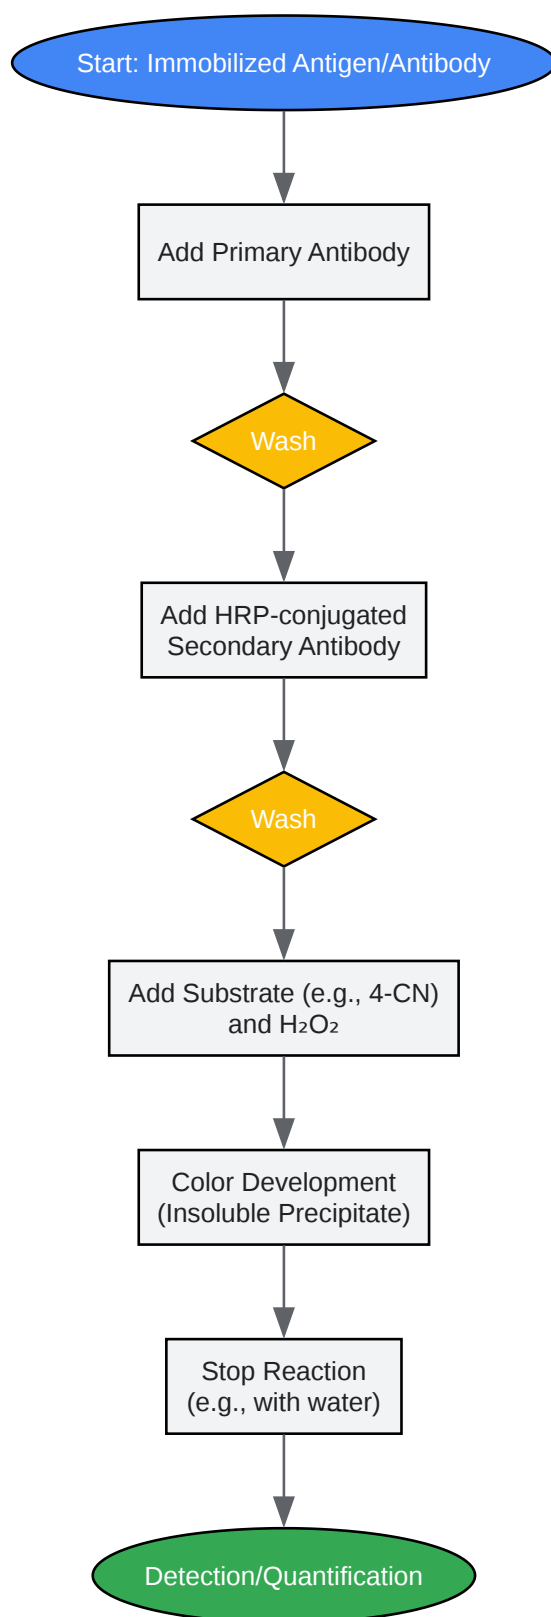 Start: Immobilized Antigen/Antibody
Add Primary Antibody
Wash
Add HRP-conjugated
Secondary Antibody
Wash
Add Substrate (e.g., 4-CN)
and H₂O₂
Color Development
(Insoluble Precipitate)
Stop Reaction
(e.g., with water)
Detection/Quantification